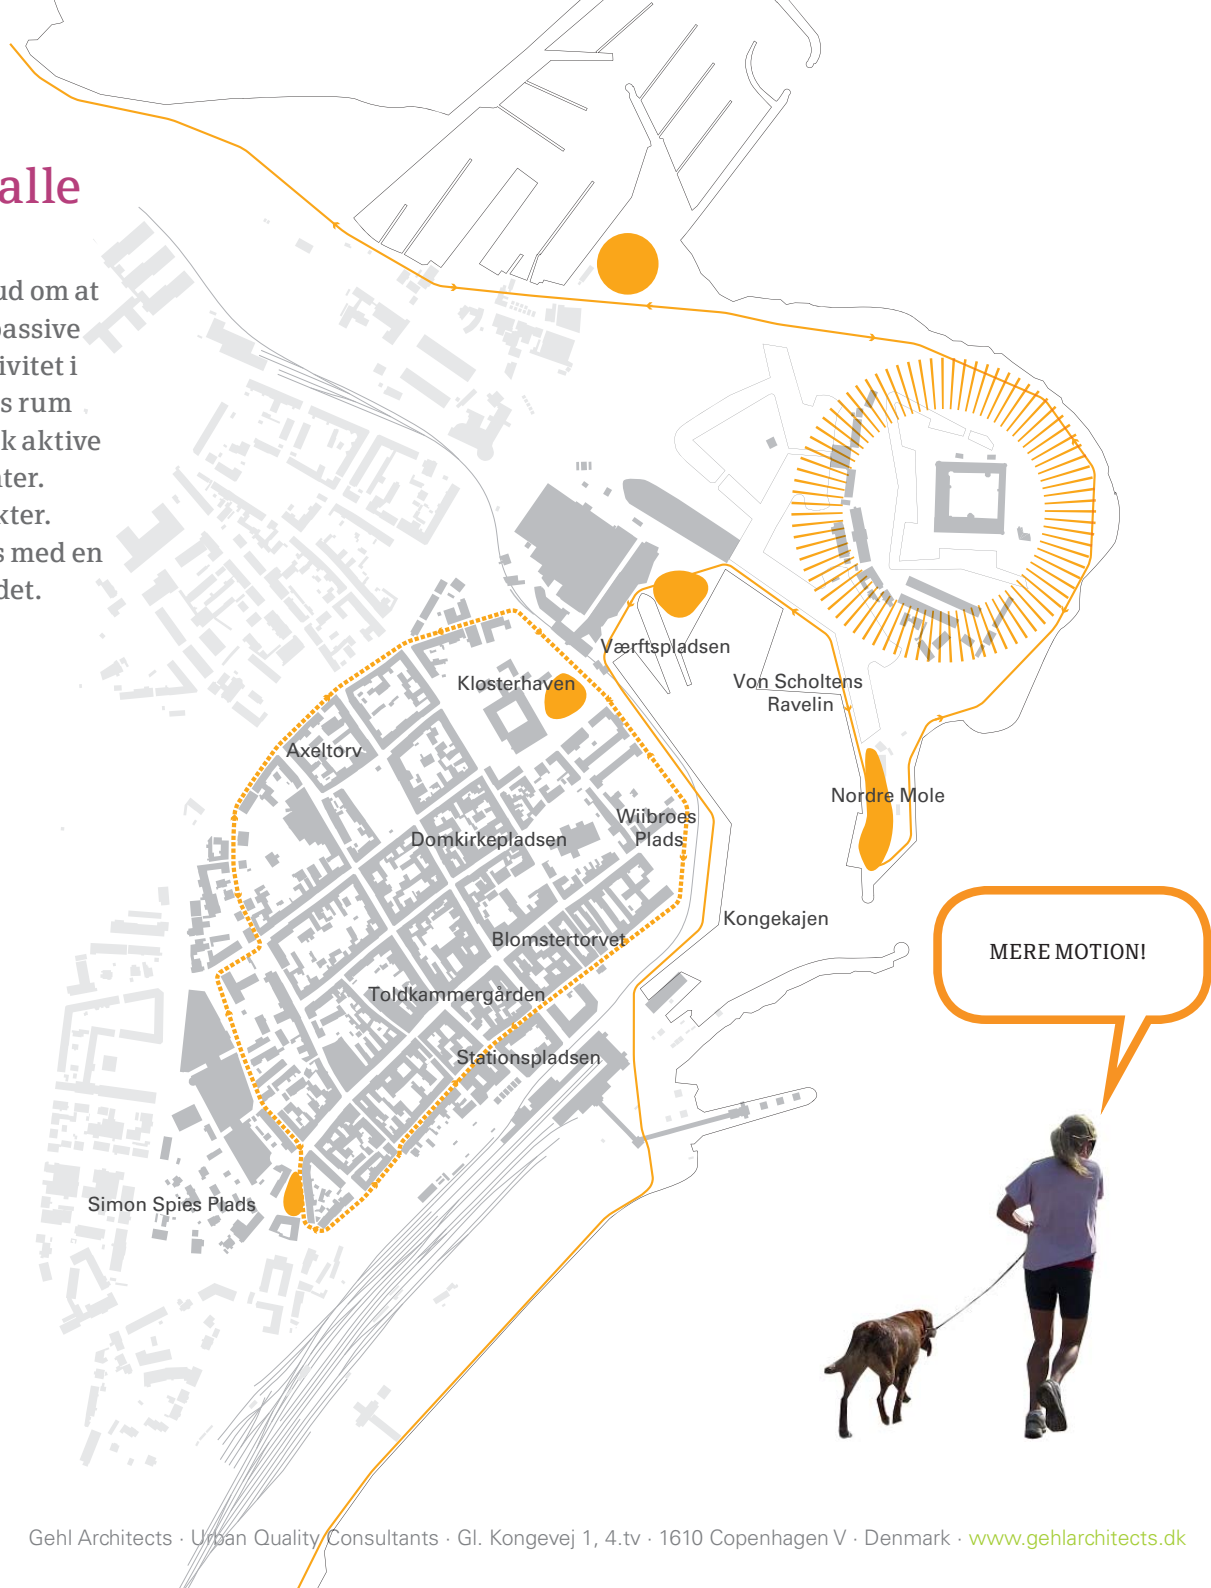 alle
ud om at
passive
ivitet i
s rum
k aktive
nter.
kter.
s med en
det.
Værftspladsen
Klosterhaven
Von Scholtens
Ravelin
Axeltorv
Nordre Mole
Wiibroes
Plads
Domkirkepladsen
Kongekajen
Blomstertorvet
MERE MOTION!
Toldkammergården
Stationspladsen
Simon Spies Plads
Gehl Architects · Urban Quality Consultants · Gl. Kongevej 1, 4.tv · 1610 Copenhagen V · Denmark · www.gehlarchitects.dk